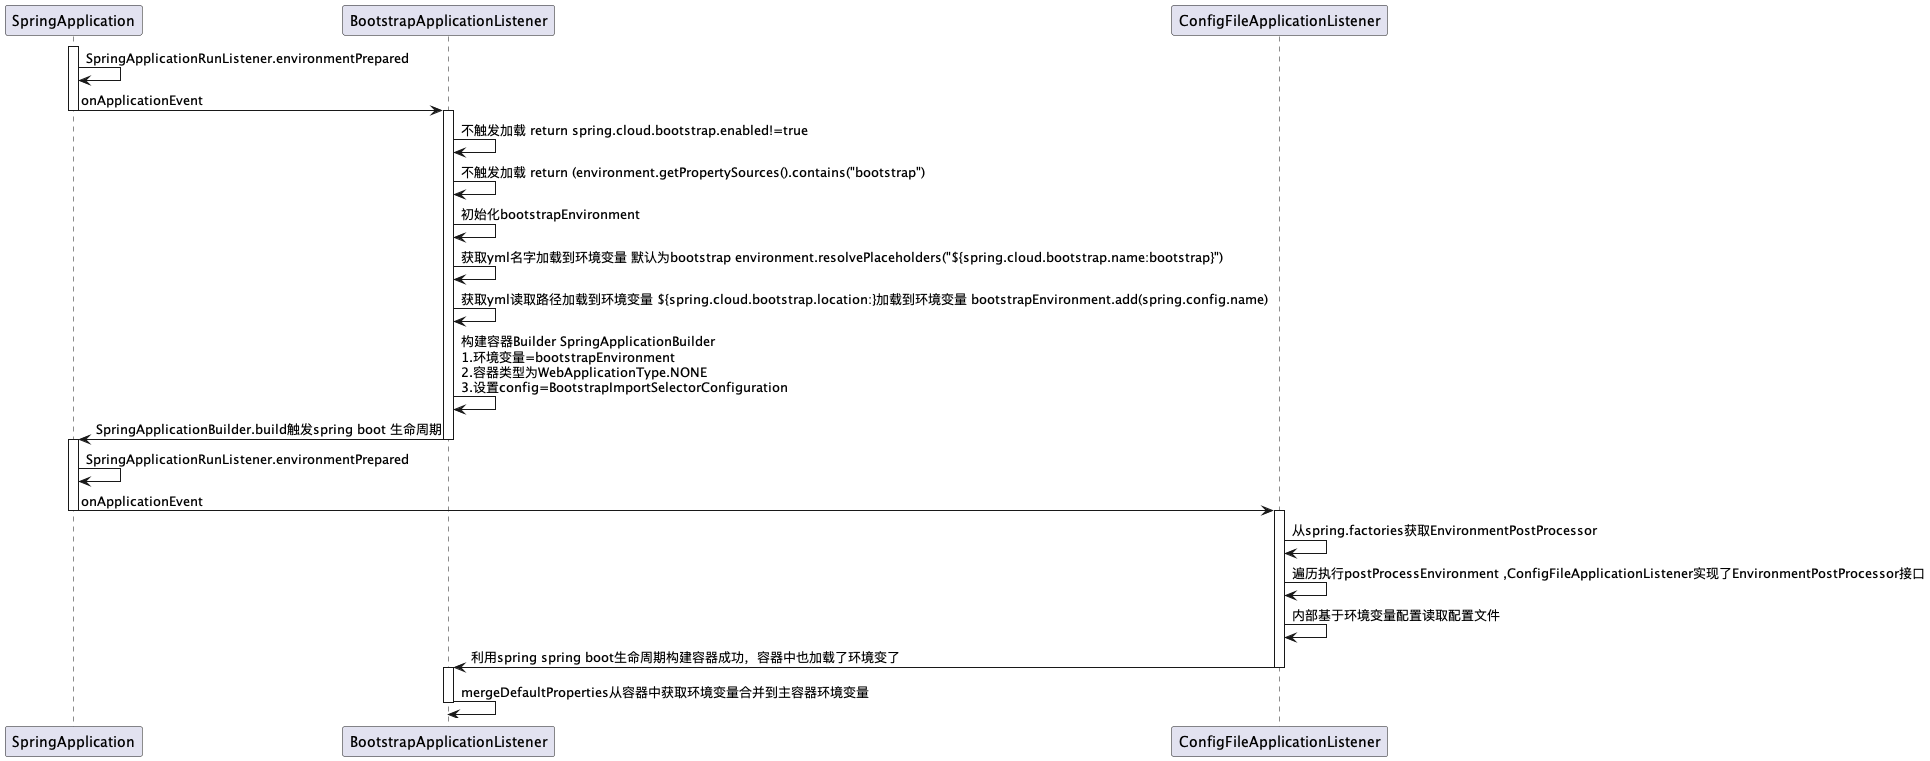 SpringApplication
BootstrapApplicationListener
ConfigFileApplicationListener
SpringApplicationRunListener.environmentPrepared
onApplicationEvent
不触发加载 return spring.cloud.bootstrap.enabled!=true
不触发加载 return (environment.getPropertySources().contains("bootstrap")
初始化bootstrapEnvironment
获取yml名字加载到环境变量 默认为bootstrap environment.resolvePlaceholders("${spring.cloud.bootstrap.name:bootstrap}")
获取yml读取路径加载到环境变量 ${spring.cloud.bootstrap.location:}加载到环境变量 bootstrapEnvironment.add(spring.config.name)
构建容器Builder SpringApplicationBuilder
1.环境变量=bootstrapEnvironment
2.容器类型为WebApplicationType.NONE
3.设置config=BootstrapImportSelectorConfiguration
SpringApplicationBuilder.build触发spring boot 生命周期
SpringApplicationRunListener.environmentPrepared
onApplicationEvent
从spring.factories获取EnvironmentPostProcessor
遍历执行postProcessEnvironment ,ConfigFileApplicationListener实现了EnvironmentPostProcessor接口
内部基于环境变量配置读取配置文件
利用spring spring boot生命周期构建容器成功，容器中也加载了环境变了
mergeDefaultProperties从容器中获取环境变量合并到主容器环境变量
SpringApplication
BootstrapApplicationListener
ConfigFileApplicationListener